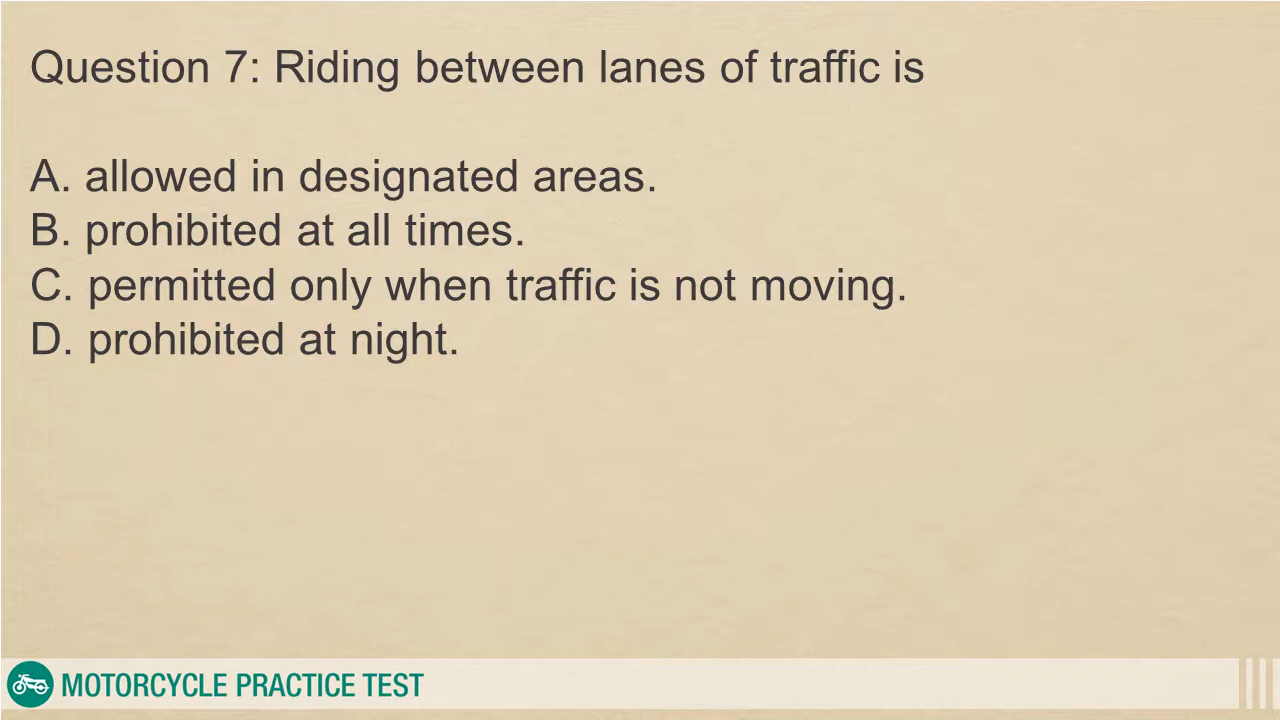 Question 7: Riding between lanes of traffic is
A. allowed in designated areas.
B. prohibited at all times.
C. permitted only when traffic is not moving.
D. prohibited at night.
MOTORCYCLE PRACTICE TEST